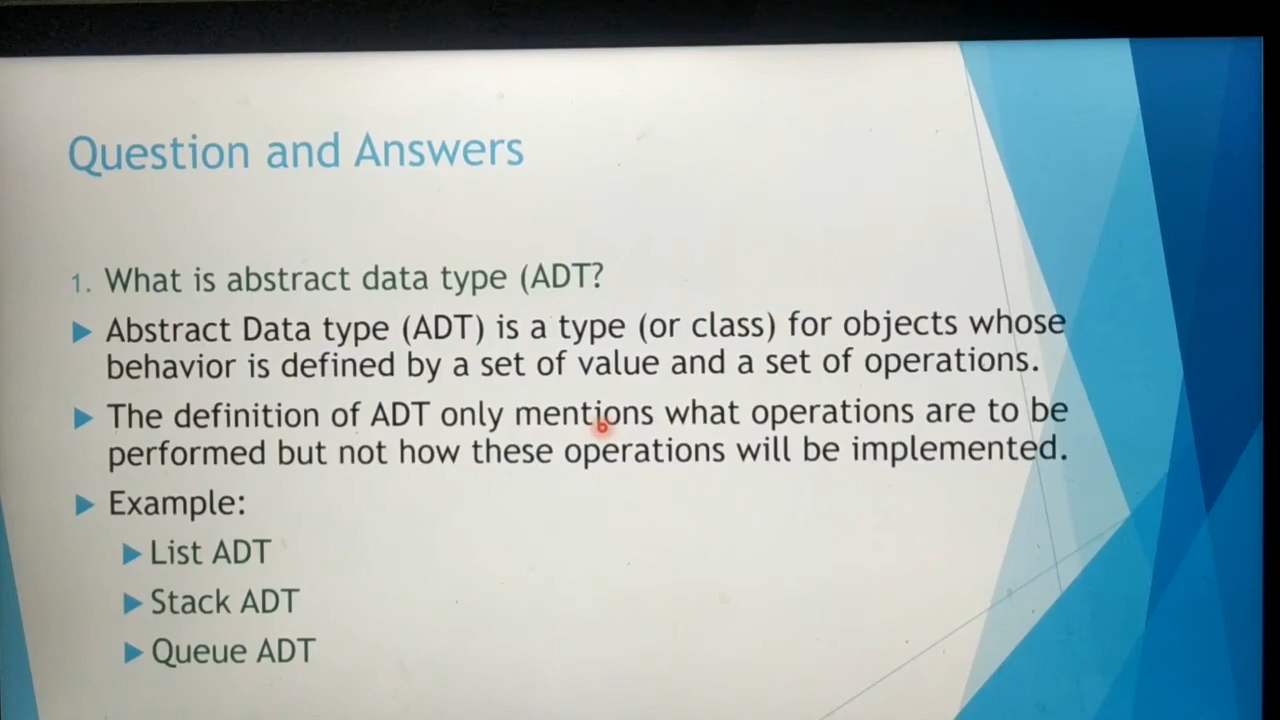 Question and Answers
1. What is abstract data type (ADT?
Abstract Data type (ADT) is a type (or class) for objects whose
behavior is defined by a set of value and a set of operations.
The definition of ADT only mentions what operations are to be
performed but not how these operations will be implemented.
Example:
List ADT
Stack ADT
Queue ADT